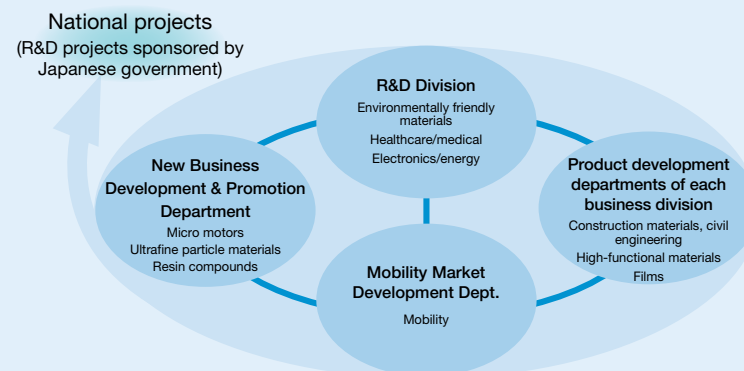 National projects
(R&D projects sponsored by
Japanese government)
R&D Division
Environmentally friendly
materials
Healthcare/medical
Electronics/energy
New Business
Development & Promotion
Department
Micro motors
Ultrafine particle materials
Resin compounds
Product development
departments of each
business division
Construction materials, civil
engineering
High-functional materials
Films
Mobility Market
Development Dept.
Mobility